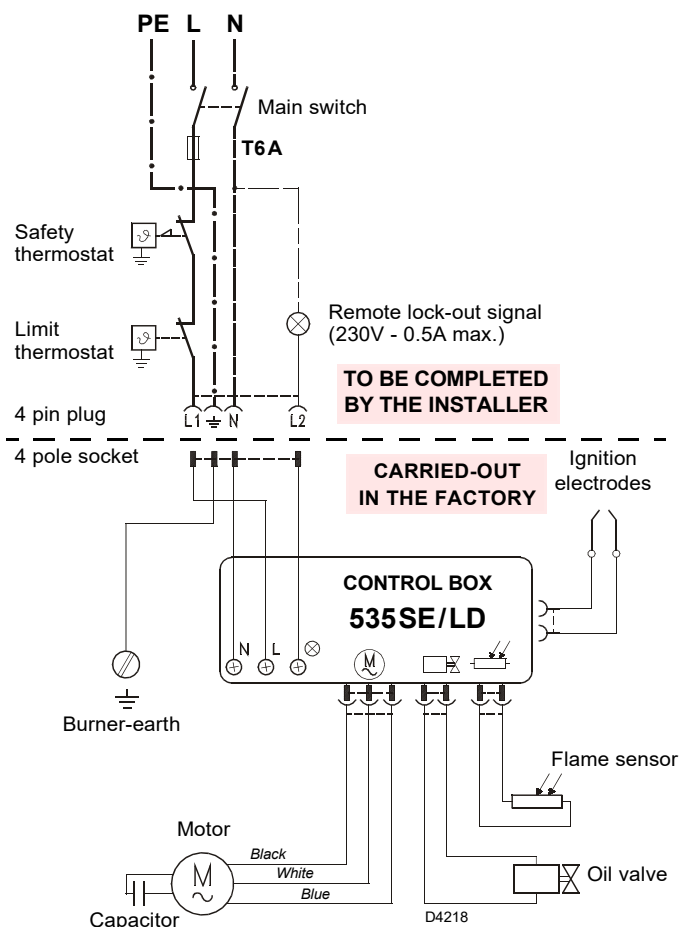 PE L N
Main switch
T6A
Safety
thermostat
ϑ
Limit
thermostat
ϑ
Remote lock-out signal
(230V - 0.5A max.)
TO BE COMPLETED
BY THE INSTALLER
4 pin plug
L1 N L2
4 pole socket
CARRIED-OUT
IN THE FACTORY
Ignition
electrodes
CONTROL BOX
535SE/LD
N L
M
Burner-earth
Flame sensor
Motor
M
Black
White
Blue
Oil valve
Capacitor
D4218